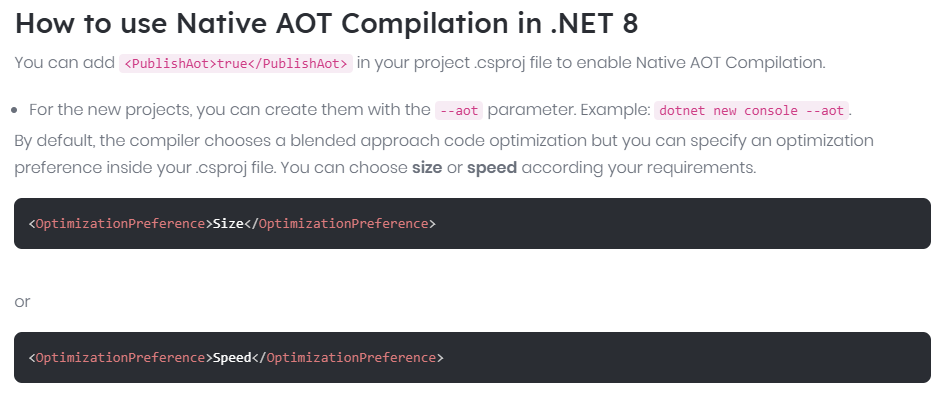 How to use Native AOT Compilation in .NET 8
You can add <PublishAot>true</PublishAot> in your project .csproj file to enable Native AOT Compilation.
• For the new projects, you can create them with the --aot parameter. Example: dotnet new console --aot.
By default, the compiler chooses a blended approach code optimization but you can specify an optimization
preference inside your .csproj file. You can choose size or speed according your requirements.
<OptimizationPreference>Size</OptimizationPreference>
or
<OptimizationPreference>Speed</OptimizationPreference>